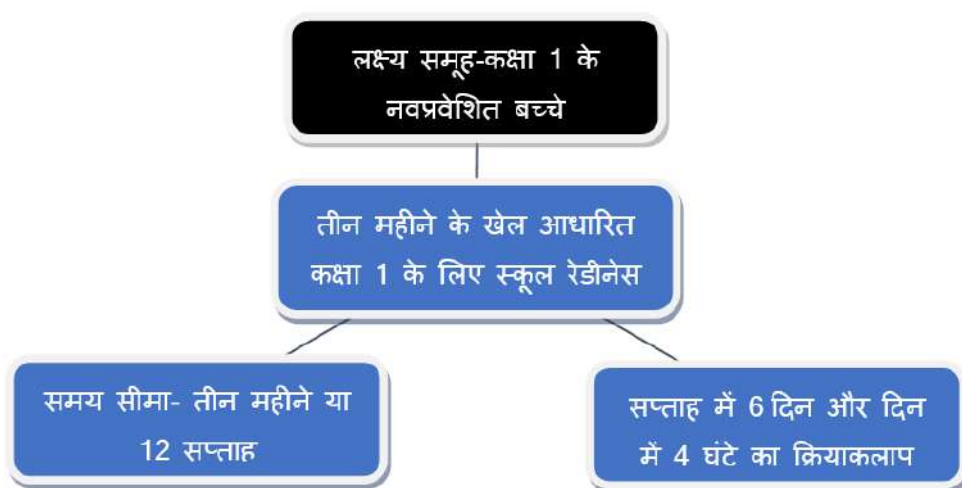 लक्ष्य समूह-कक्षा 1 के
नवप्रवेशित बच्चे
तीन महीने के खेल आधारित
कक्षा 1 के लिए स्कूल रेडीनेस
समय सीमा- तीन महीने या
12 सप्ताह
सप्ताह में 6 दिन और दिन
में 4 घंटे का क्रियाकलाप